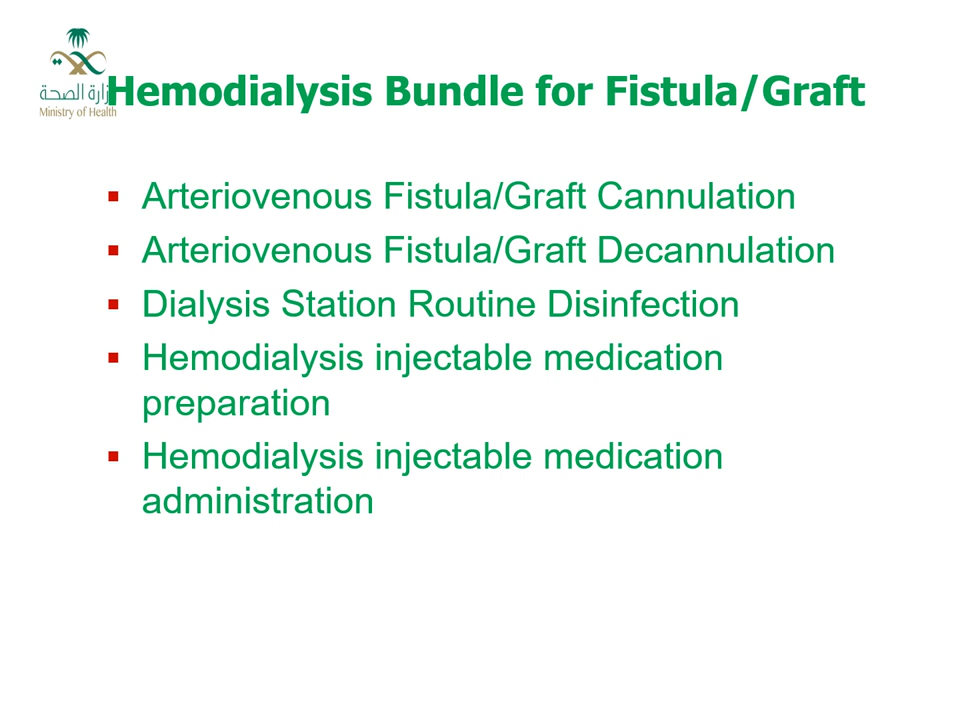 وزارة الصحة
Ministry of Health
Hemodialysis Bundle for Fistula/Graft
▪ Arteriovenous Fistula/Graft Cannulation
▪ Arteriovenous Fistula/Graft Decannulation
▪ Dialysis Station Routine Disinfection
▪ Hemodialysis injectable medication
preparation
▪ Hemodialysis injectable medication
administration